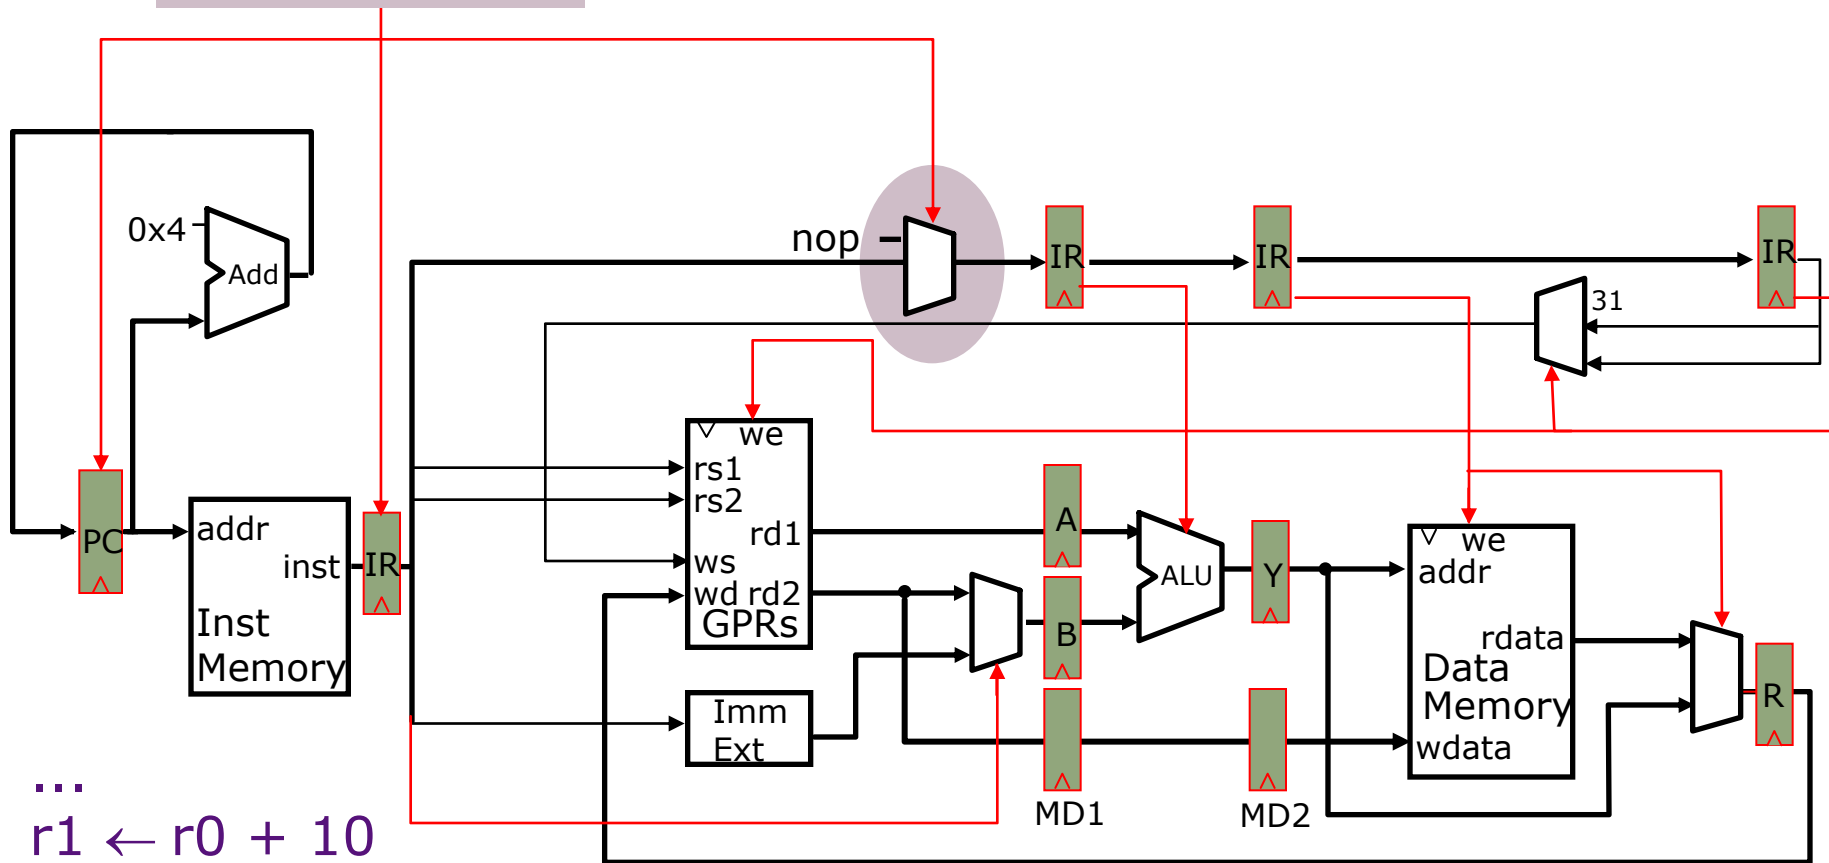 nop
IR
IR
IR
0x4
Add
31
we
rs1
rs2
rd1
ws
wd rd2
GPRs
A
B
ALU
Y
PC
addr
inst
Inst
Memory
IR
we
addr
rdata
Data
Memory
wdata
R
Imm
Ext
MD1
MD2
...
r1 ← r0 + 10